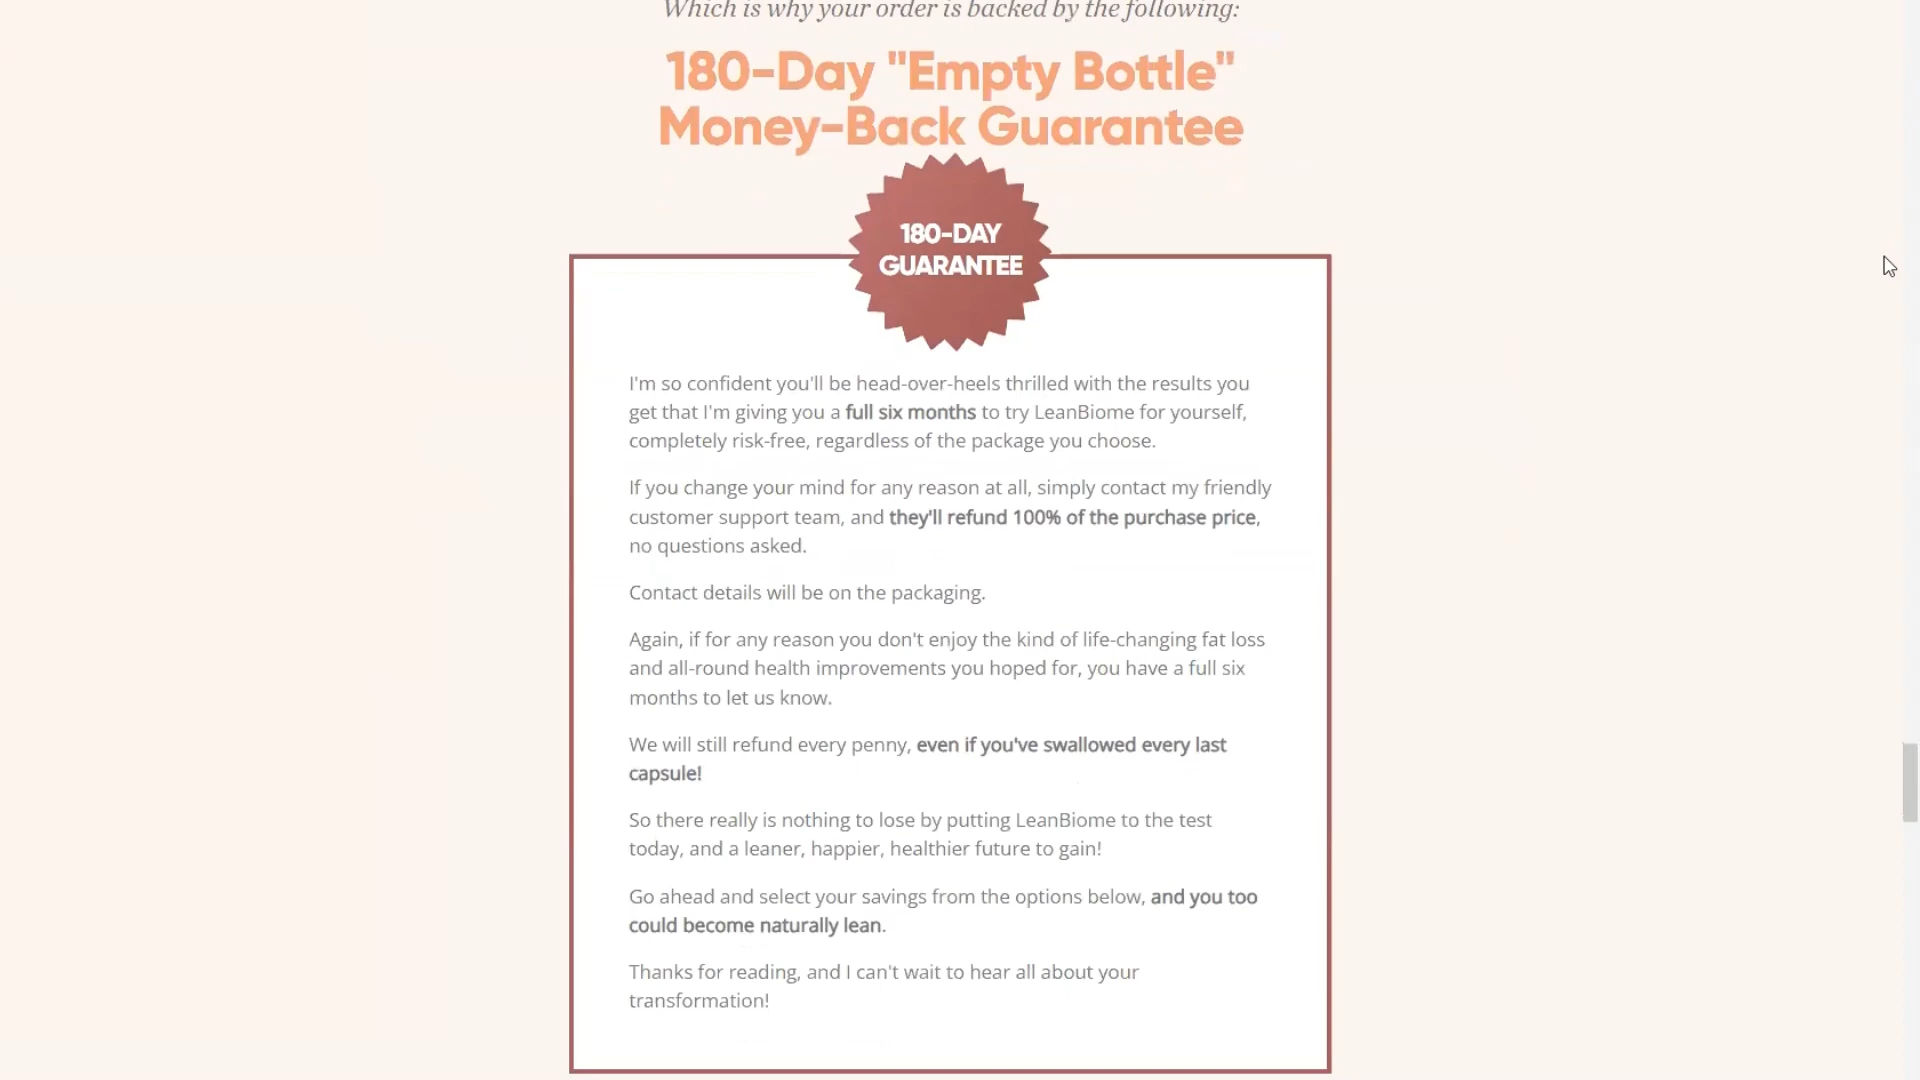 Which is why your order is backed by the following:
180-Day "Empty Bottle"
Money-Back Guarantee
180-DAY
GUARANTEE
I'm so confident you'll be head-over-heels thrilled with the results you
get that I'm giving you a full six months to try LeanBiome for yourself,
completely risk-free, regardless of the package you choose.
If you change your mind for any reason at all, simply contact my friendly
customer support team, and they'll refund 100% of the purchase price,
no questions asked.
Contact details will be on the packaging.
Again, if for any reason you don't enjoy the kind of life-changing fat loss
and all-round health improvements you hoped for, you have a full six
months to let us know.
We will still refund every penny, even if you've swallowed every last
capsule!
So there really is nothing to lose by putting LeanBiome to the test
today, and a leaner, happier, healthier future to gain!
Go ahead and select your savings from the options below, and you too
could become naturally lean.
Thanks for reading, and I can't wait to hear all about your
transformation!